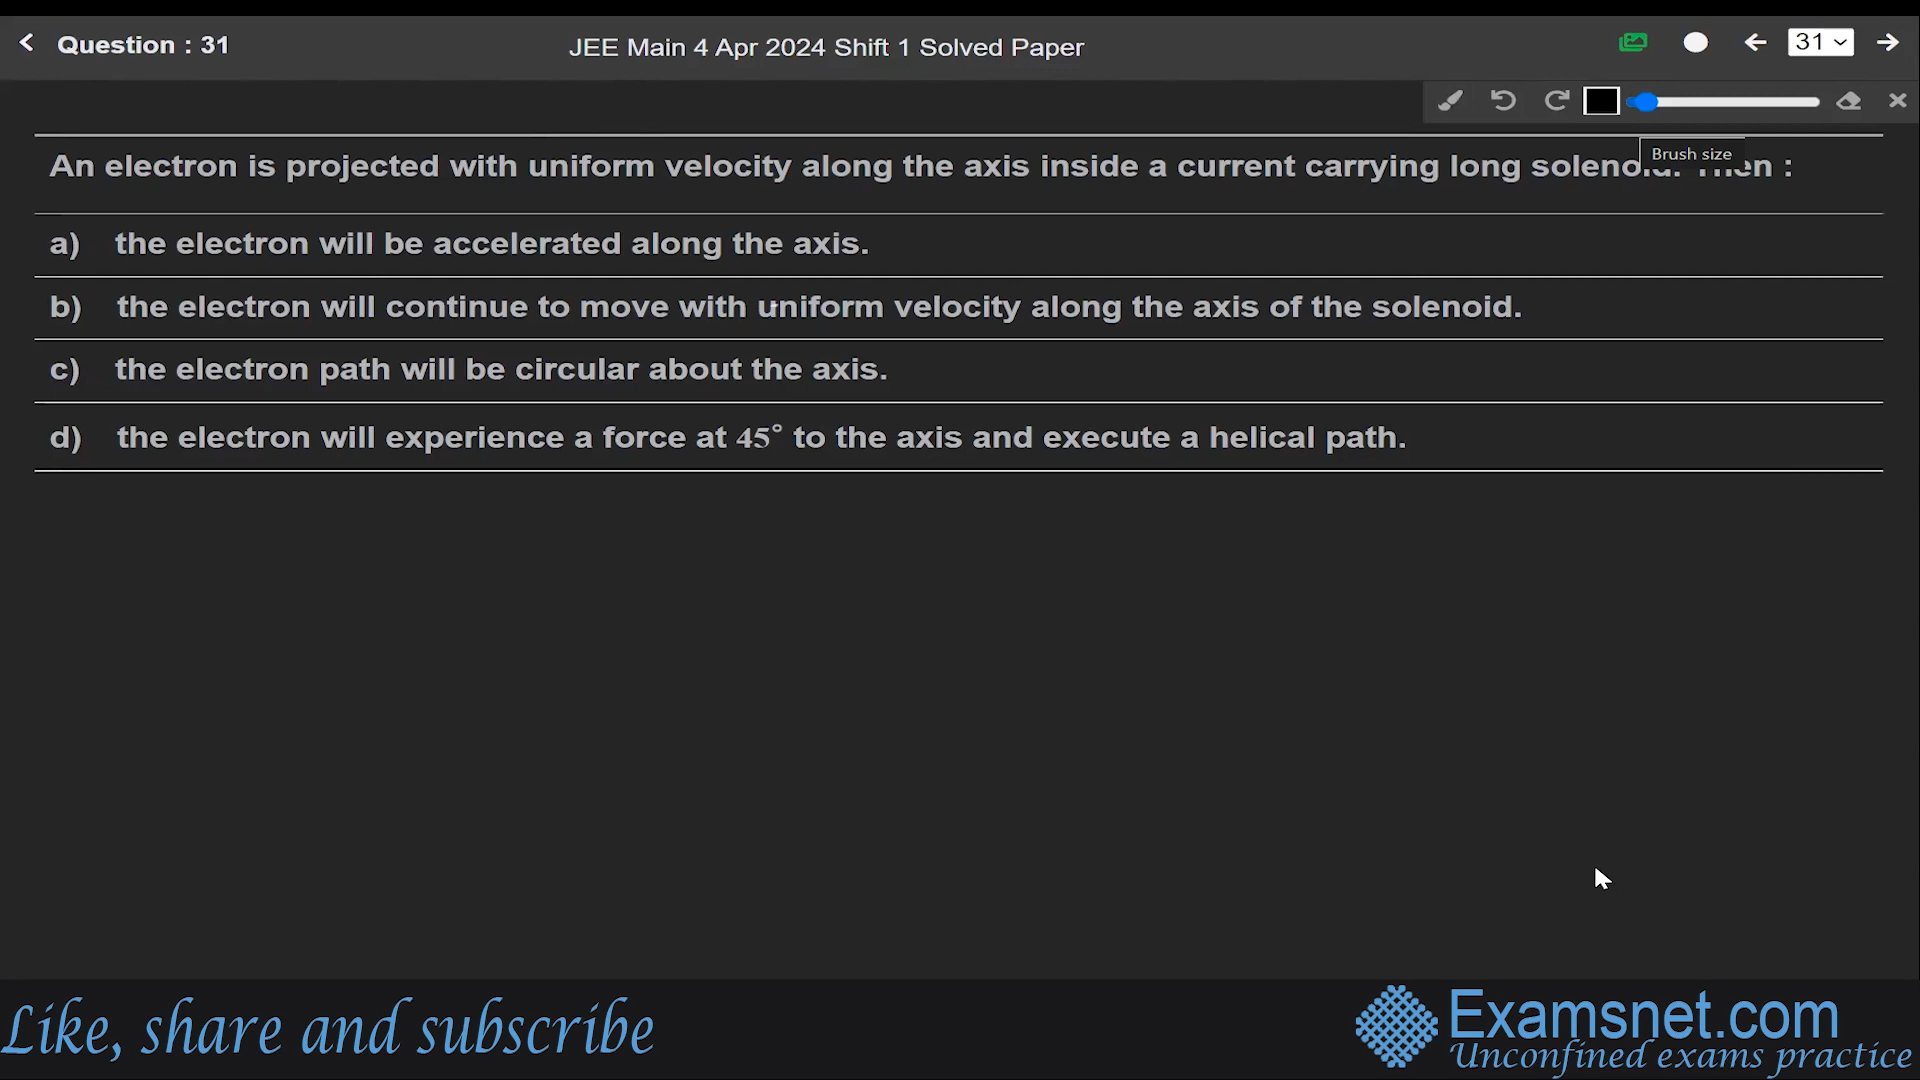 Question : 31
JEE Main 4 Apr 2024 Shift 1 Solved Paper
31
Brush size
An electron is projected with uniform velocity along the axis inside a current carrying long solenoid. Then :
a) the electron will be accelerated along the axis.
b) the electron will continue to move with uniform velocity along the axis of the solenoid.
c) the electron path will be circular about the axis.
d) the electron will experience a force at 45° to the axis and execute a helical path.
Like, share and subscribe
Examsnet.com
Unconfined exams practice